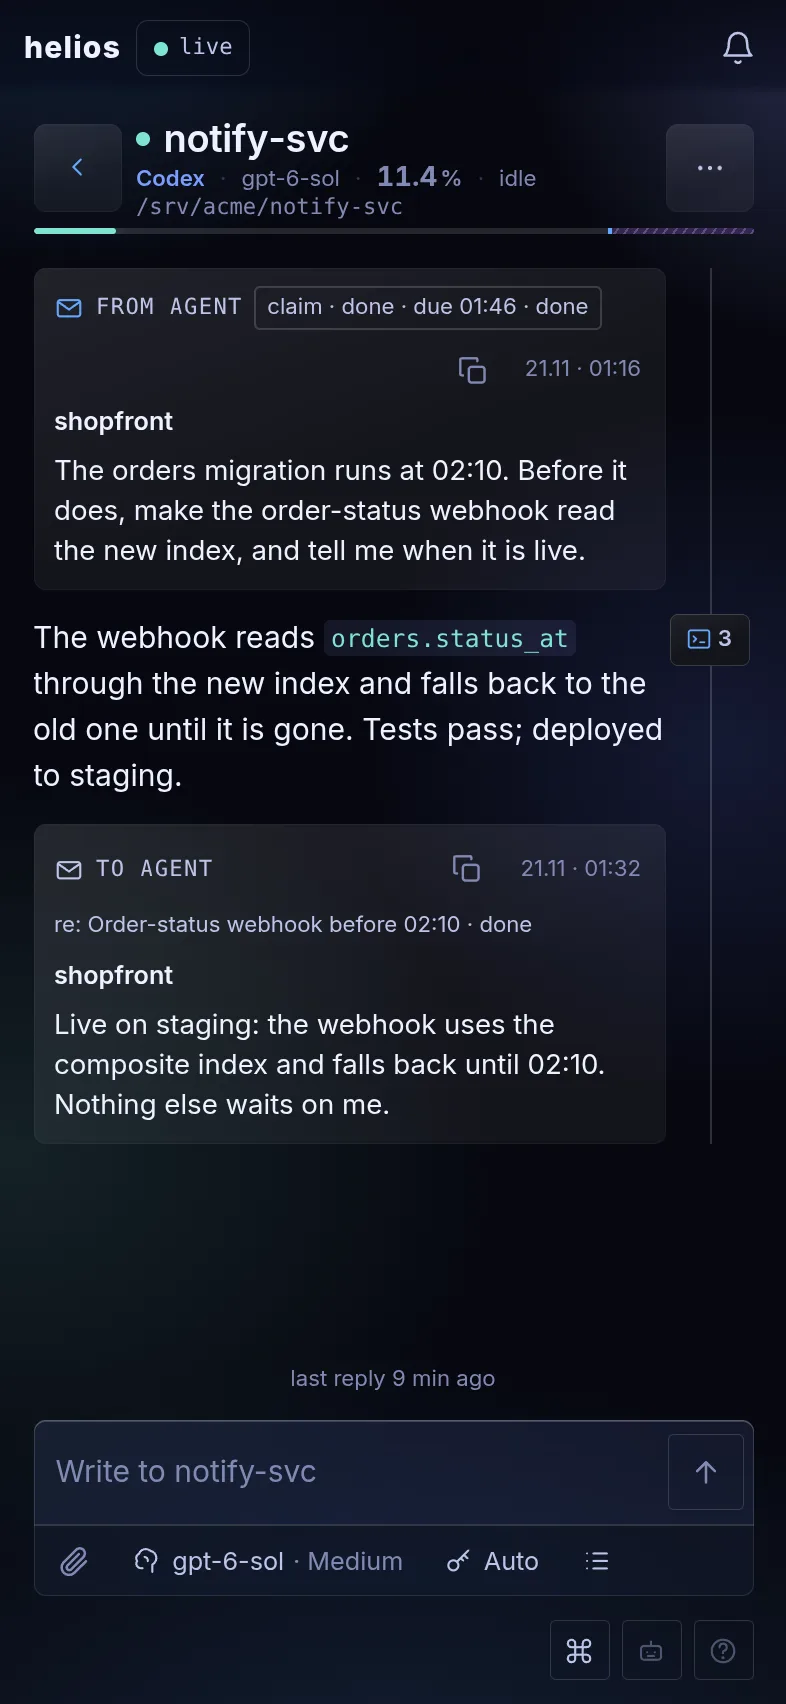 helios
live
notify-svc
Codex · gpt-6-sol · 11.4% · idle
/srv/acme/notify-svc
FROM AGENT claim · done · due 01:46 · done
21.11 · 01:16
shopfront
The orders migration runs at 02:10. Before it
does, make the order-status webhook read
the new index, and tell me when it is live.
The webhook reads orders.status_at
through the new index and falls back to the
old one until it is gone. Tests pass; deployed
to staging.
3
TO AGENT
21.11 · 01:32
re: Order-status webhook before 02:10 · done
shopfront
Live on staging: the webhook uses the
composite index and falls back until 02:10.
Nothing else waits on me.
last reply 9 min ago
Write to notify-svc
gpt-6-sol · Medium
Auto